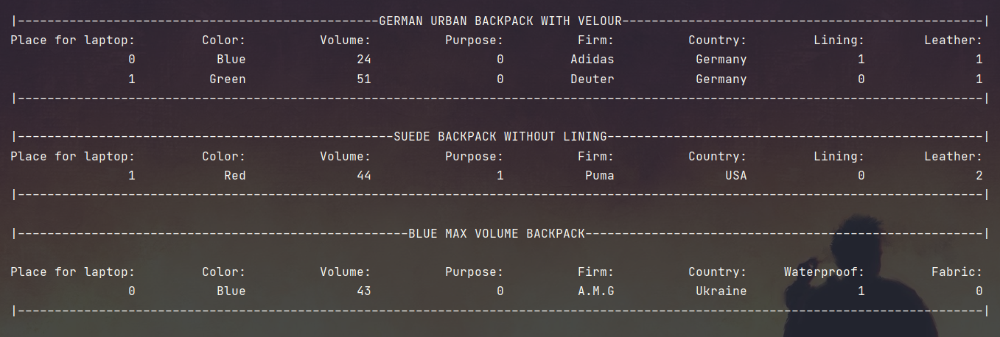 |-------------------------------------------------GERMAN URBAN BACKPACK WITH VELOUR-------------------------------------------------|
Place for laptop: Color: Volume: Purpose: Firm: Country: Lining: Leather:
0 Blue 24 0 Adidas Germany 1 1
1 Green 51 0 Deuter Germany 0 1
|-----------------------------------------------------------------------------------------------------------------------------------|
|---------------------------------------------------SUEDE BACKPACK WITHOUT LINING---------------------------------------------------|
Place for laptop: Color: Volume: Purpose: Firm: Country: Lining: Leather:
1 Red 44 1 Puma USA 0 2
|-----------------------------------------------------------------------------------------------------------------------------------|
|-----------------------------------------------------BLUE MAX VOLUME BACKPACK------------------------------------------------------|
Place for laptop: Color: Volume: Purpose: Firm: Country: Waterproof: Fabric:
0 Blue 43 0 A.M.G Ukraine 1 0
|-----------------------------------------------------------------------------------------------------------------------------------|